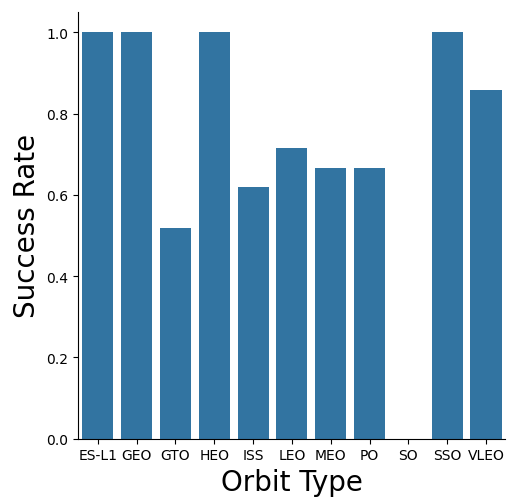 Success Rate
1.0
0.8
0.6
0.4
0.2
0.0
ES-L1 GEO GTO HEO ISS LEO MEO PO SO SSO VLEO
Orbit Type